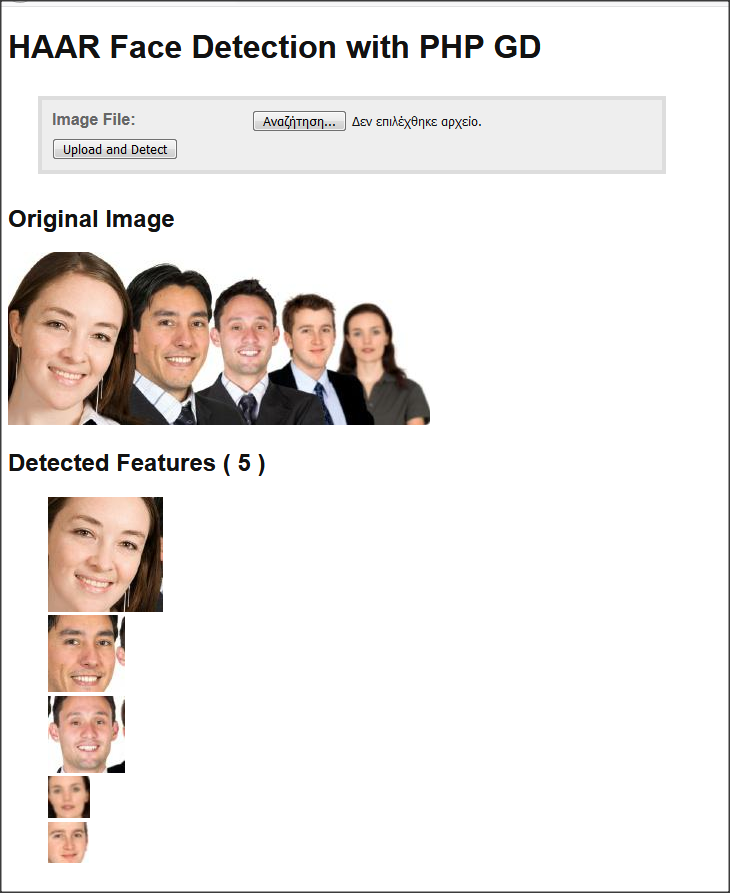 HAAR Face Detection with PHP GD
Image File: Αναζήτηση... Δεν επιλέχθηκε αρχείο.
Upload and Detect
Original Image
Detected Features ( 5 )